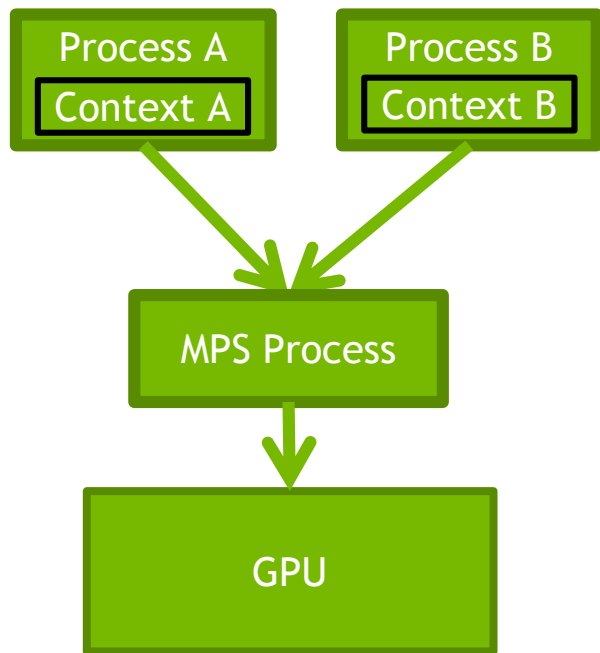 Process A
Context A
Process B
Context B
MPS Process
GPU